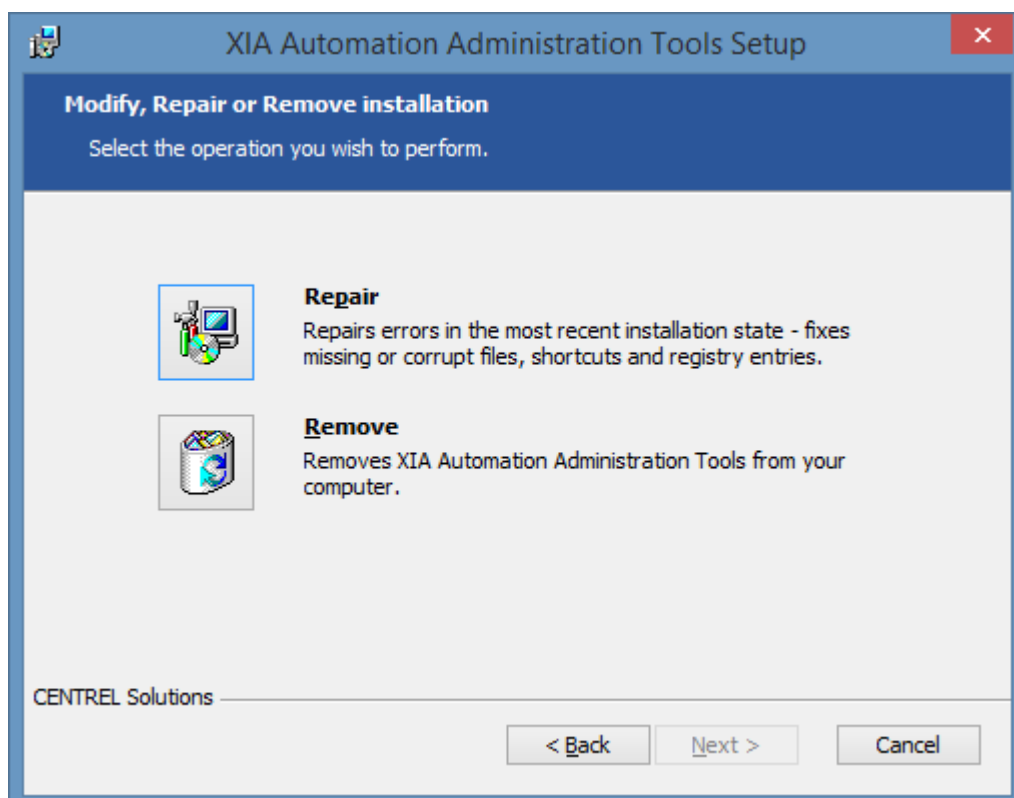 XIA Automation Administration Tools Setup
Modify, Repair or Remove installation
Select the operation you wish to perform.
Repair
Repairs errors in the most recent installation state - fixes
missing or corrupt files, shortcuts and registry entries.
Remove
Removes XIA Automation Administration Tools from your
computer.
CENTREL Solutions
< Back
Next >
Cancel